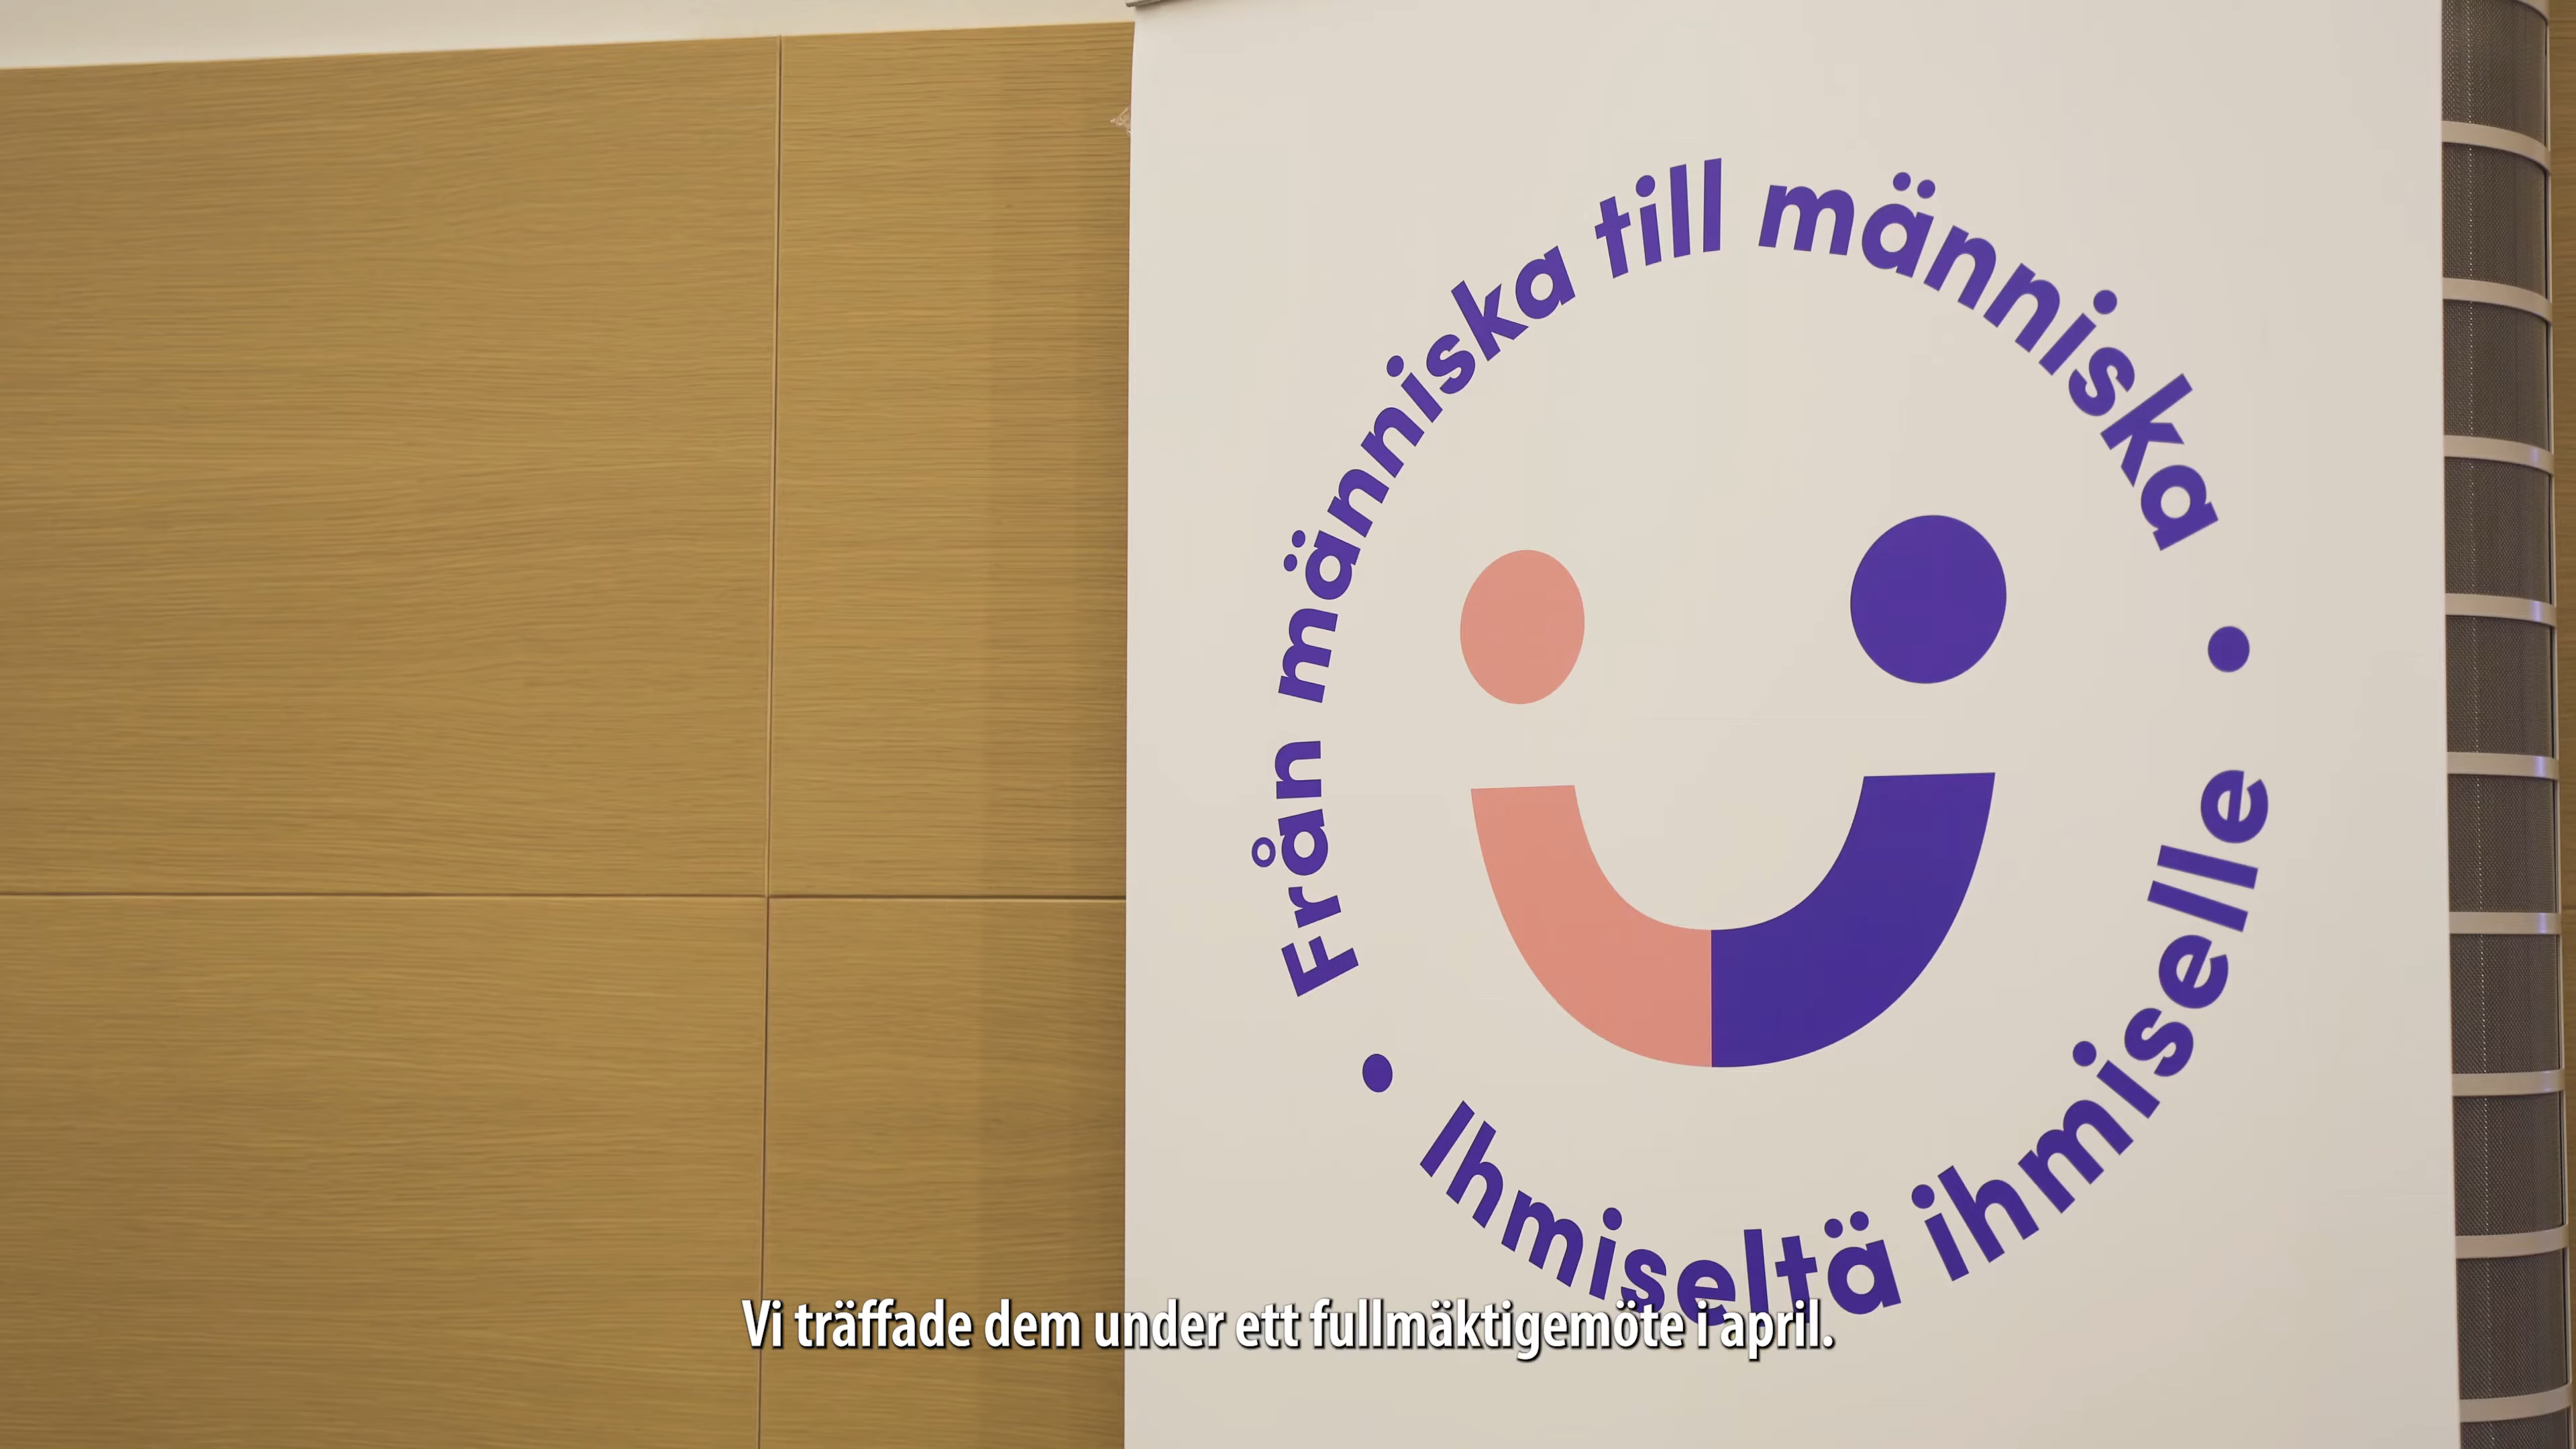 Från människa till människa
Ihmiseltä ihmiselle
Vi träffade dem under ett fullmäktigemöte i april.